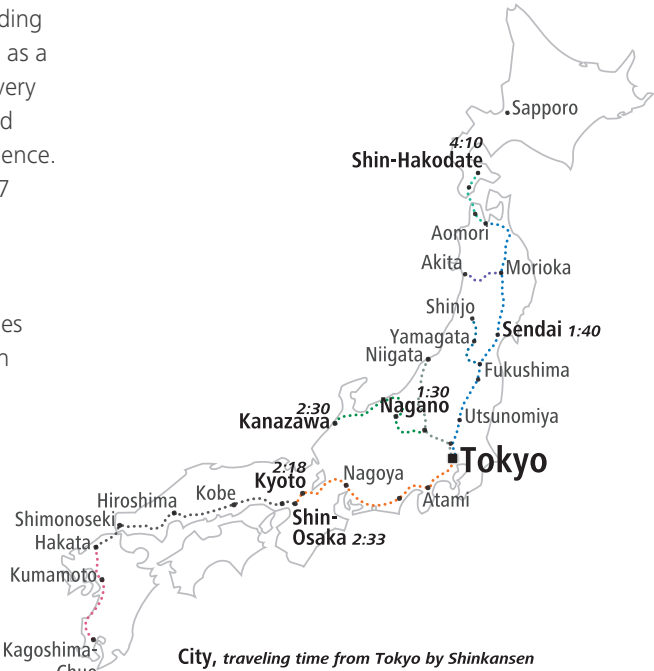 ding
as a
very
d
ence.
7
es
n
Sapporo
4:10
Shin-Hakodate
Aomori
Akita
Morioka
Shinjo
Sendai 1:40
Yamagata
Niigata
Fukushima
1:30
Nagano
2:30
Kanazawa
Utsunomiya
Tokyo
2:18
Kyoto
Nagoya
Atami
Kobe
Hiroshima
Shin-
Osaka 2:33
Shimonoseki
Hakata
Kumamoto
Kagoshima-
Chuo
City, traveling time from Tokyo by Shinkansen